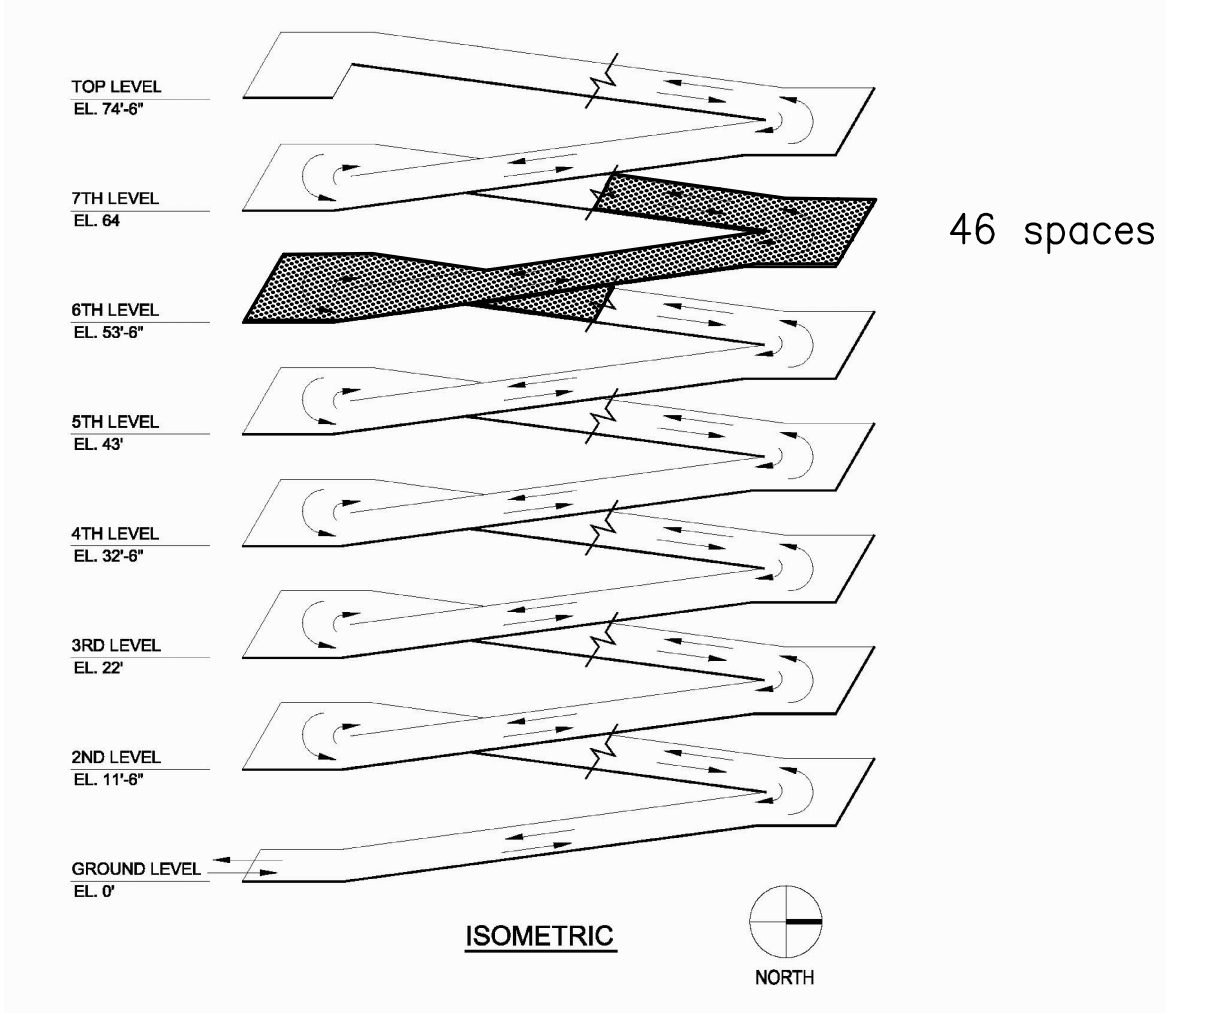 TOP LEVEL
EL. 74'-6"
7TH LEVEL
EL. 64
46 spaces
6TH LEVEL
EL. 53'-6"
5TH LEVEL
EL. 43'
4TH LEVEL
EL. 32'-6"
3RD LEVEL
EL. 22'
2ND LEVEL
EL. 11'-6"
GROUND LEVEL
EL. 0'
ISOMETRIC
NORTH